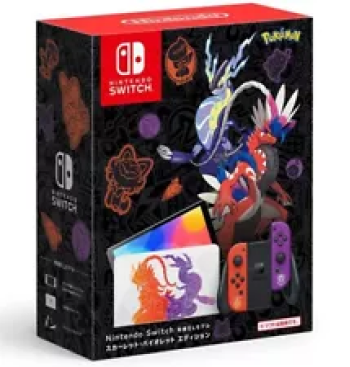 Nintendo
NINTENDO
SWITCH
Pokémon
NINTENDO
SWITCH
Nintendo Switch 有機ELモデル
スカーレット・バイオレット エディション